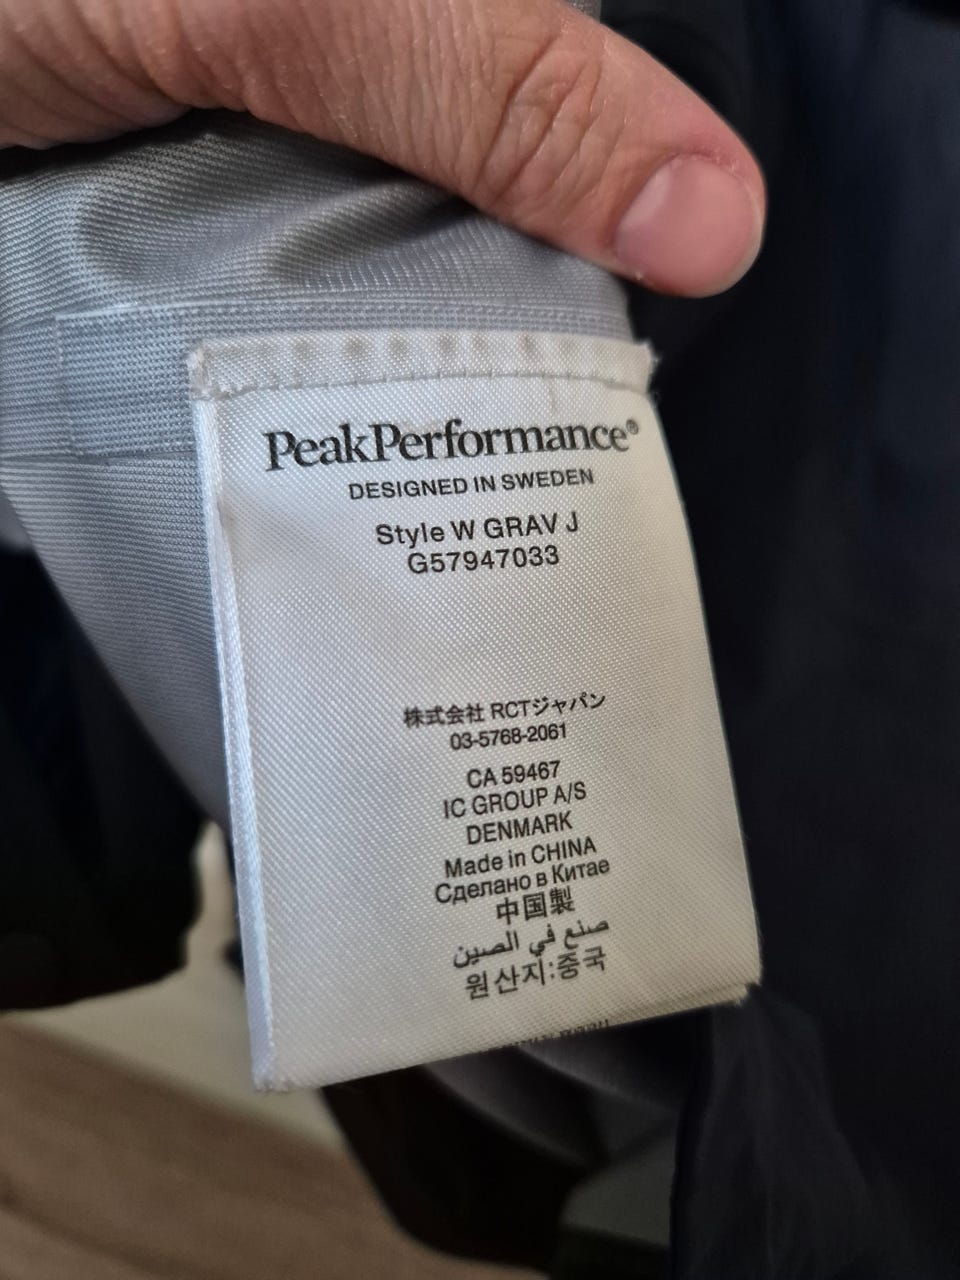 PeakPerformance®
DESIGNED IN SWEDEN
Style W GRAV J
G57947033
株式会社 RCTジャパン
03-5768-2061
CA 59467
IC GROUP A/S
DENMARK
Made in CHINA
Сделано в Китае
中国製
صنع في الصين
원산지:중국